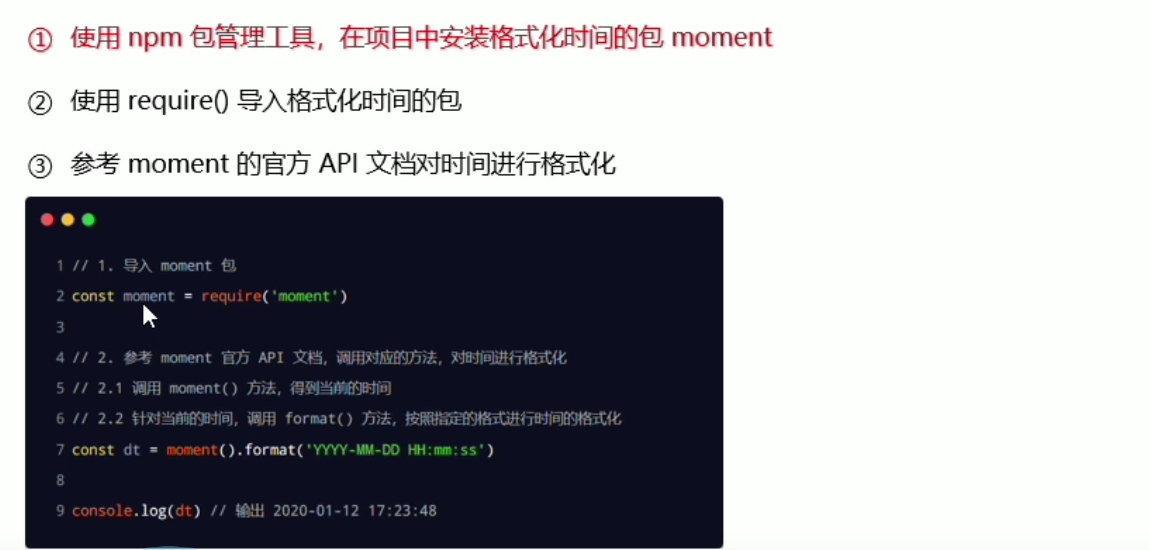 ① 使用 npm 包管理工具，在项目中安装格式化时间的包 moment
② 使用 require() 导入格式化时间的包
③ 参考 moment 的官方 API 文档对时间进行格式化
1 // 1. 导入 moment 包
2 const moment = require('moment')
3
4 // 2. 参考 moment 官方 API 文档，调用对应的方法，对时间进行格式化
5 // 2.1 调用 moment() 方法，得到当前的时间
6 // 2.2 针对当前的时间，调用 format() 方法，按照指定的格式进行时间的格式化
7 const dt = moment().format('YYYY-MM-DD HH:mm:ss')
8
9 console.log(dt) // 输出 2020-01-12 17:23:48